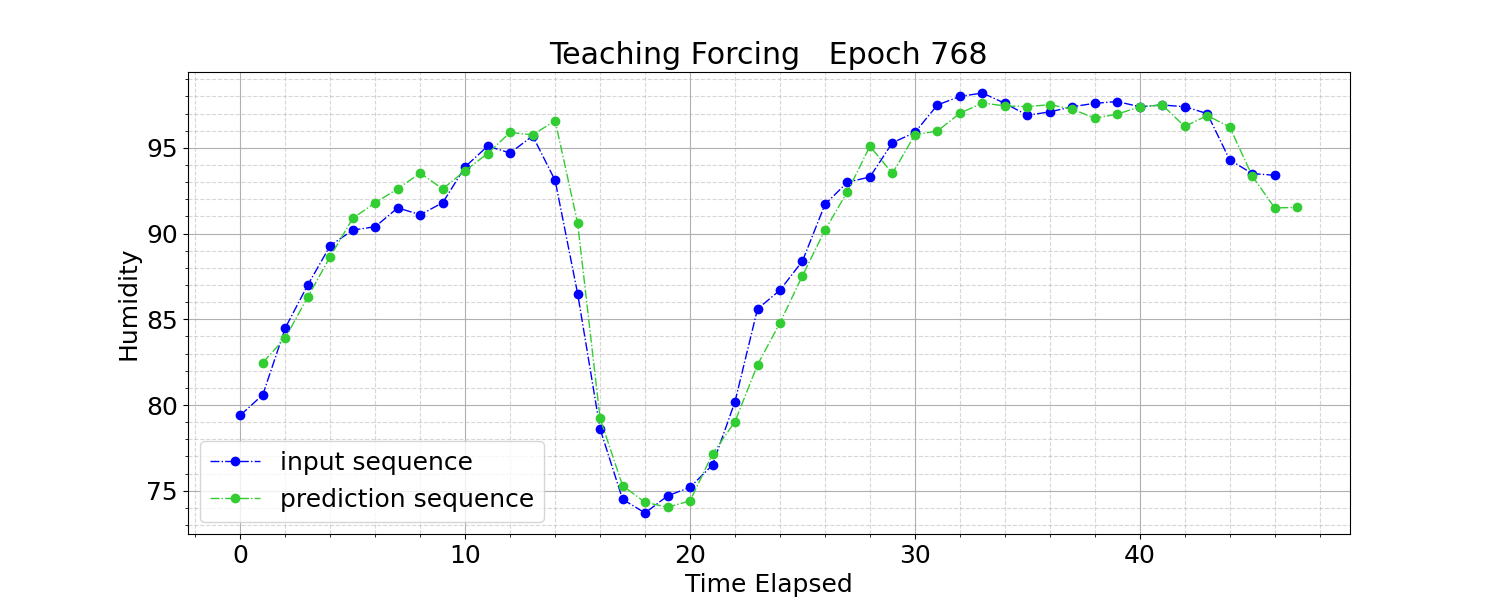 Teaching Forcing   Epoch 768
95
90
85
80
75
Humidity
input sequence
prediction sequence
0 10 20 30 40
Time Elapsed